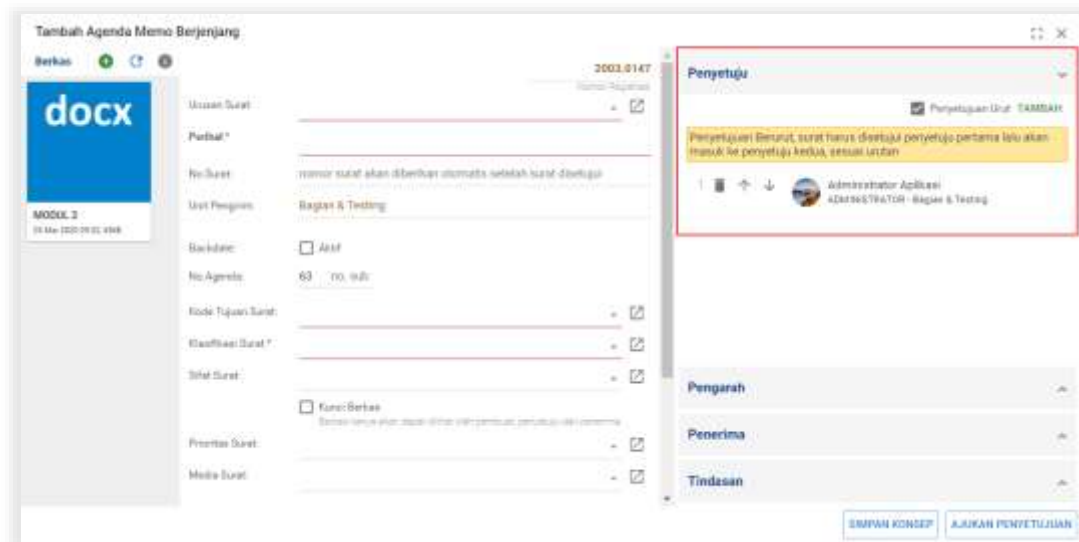 Tambah Agenda Memo Berjenjang
Berkas
docx
MODUL 2
2003.0147
Nomor Registrasi
Urusan Surat:
Perihal *
No Surat:
nomor surat akan diberikan otomatis setelah surat disetujui
Unit Pengirim:
Bagian & Testing
Backdate:
Aktif
No Agenda:
63 no. sub
Kode Tujuan Surat:
Klasifikasi Surat *
Sifat Surat:
Kunci Berkas
Prioritas Surat:
Media Surat:
Penyetuju
Penyetujuan Urut TAMBAH
Penyetujuan Berurut, surat harus disetujui penyetuju pertama lalu akan
masuk ke penyetuju kedua, sesuai urutan
1
Administrator Aplikasi
ADMINISTRATOR - Bagian & Testing
Pengarah
Penerima
Tindasan
SIMPAN KONSEP
AJUKAN PENYETUJUAN